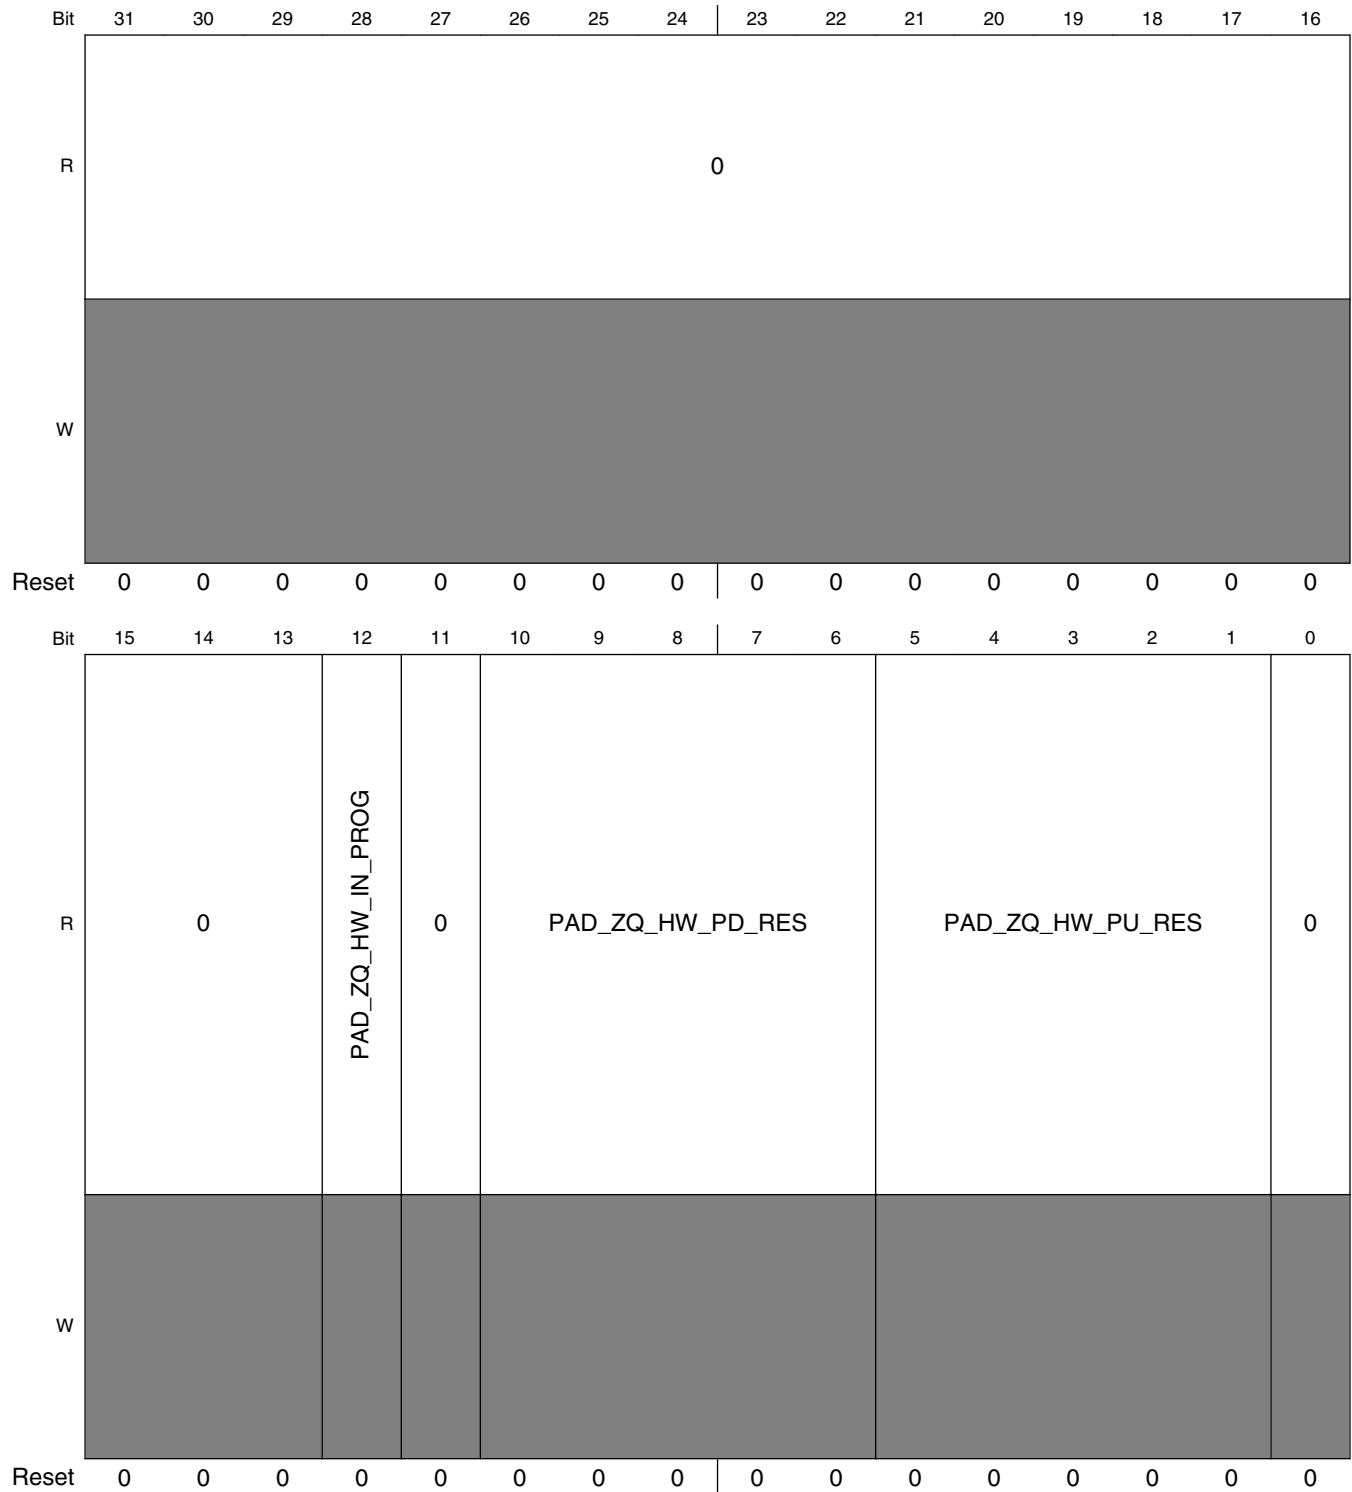 Bit 31 30 29 28 27 26 25 24 23 22 21 20 19 18 17 16
R 0
W
Reset 0 0 0 0 0 0 0 0 0 0 0 0 0 0 0 0
Bit 15 14 13 12 11 10 9 8 7 6 5 4 3 2 1 0
R 0 PAD_ZQ_HW_IN_PROG 0 PAD_ZQ_HW_PD_RES PAD_ZQ_HW_PU_RES 0
W
Reset 0 0 0 0 0 0 0 0 0 0 0 0 0 0 0 0